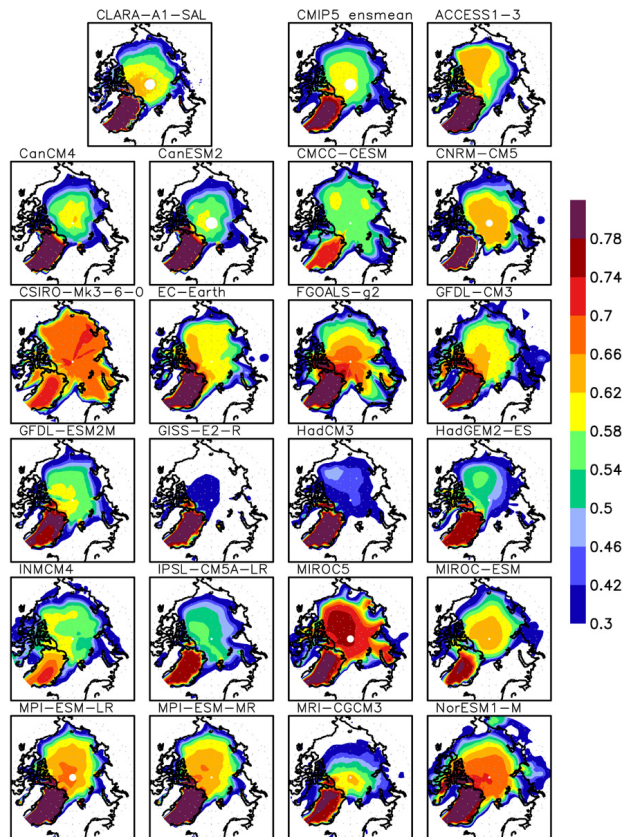 CLARA-A1-SAL
CMIP5 ensmean
ACCESS1-3
CanCM4
CanESM2
CMCC-CESM
CNRM-CM5
CSIRO-Mk3-6-0
EC-Earth
FGOALS-g2
GFDL-CM3
GFDL-ESM2M
GISS-E2-R
HadCM3
HadGEM2-ES
INMCM4
IPSL-CM5A-LR
MIROC5
MIROC-ESM
MPI-ESM-LR
MPI-ESM-MR
MRI-CGCM3
NorESM1-M
0.78
0.74
0.7
0.66
0.62
0.58
0.54
0.5
0.46
0.42
0.3